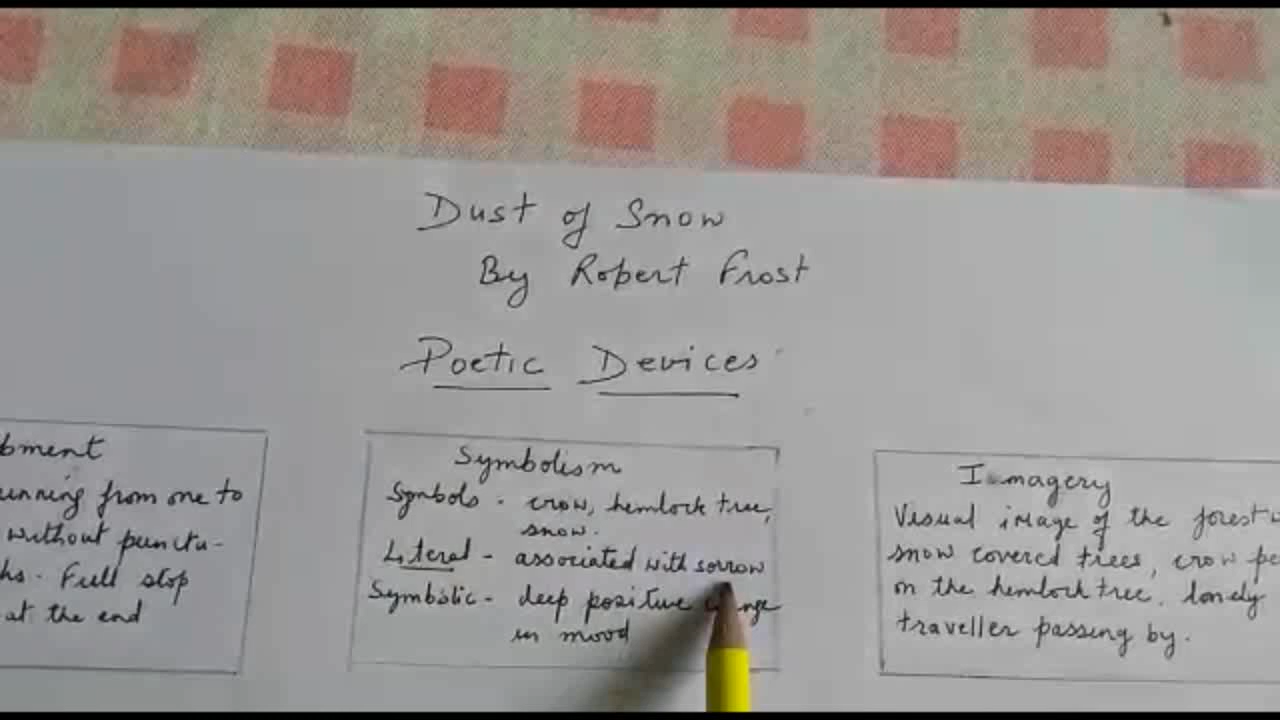 Dust of Snow
By Robert Frost
Poetic Devices
bment
unning from one to
without punctu-
hs. Full stop
at the end
Symbolism
Symbols - crow, hemlock tree,
snow.
Literal - associated with sorrow
Symbolic - deep positive
in mood
Imagery
Visual image of the forest
snow covered trees, crow pe
on the hemlock tree. lonely
traveller passing by.